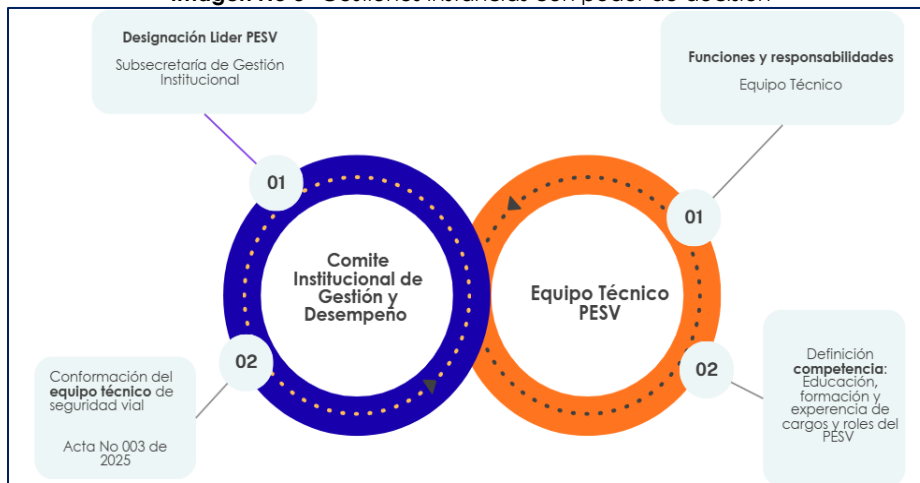 Designación Lider PESV
Subsecretaría de Gestión
Institucional
Funciones y responsabilidades
Equipo Técnico
01
01
Comite
Institucional de
Gestión y
Desempeño
Equipo Técnico
PESV
02
Conformación del
equipo técnico de
seguridad vial
Acta No 003 de
2025
02
Definición
competencia:
Educación,
formación y
experencia de
cargos y roles del
PESV